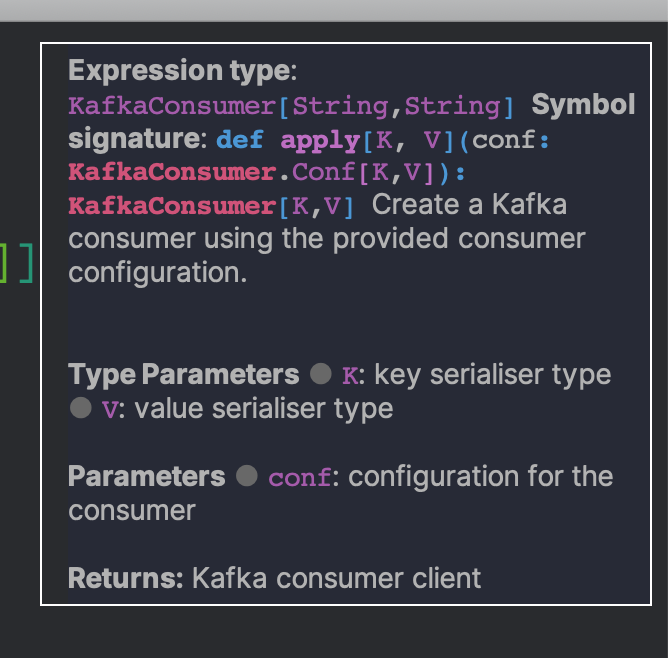 Expression type:
KafkaConsumer[String,String] Symbol
signature: def apply[K, V](conf:
KafkaConsumer.Conf[K,V]):
KafkaConsumer[K,V] Create a Kafka
consumer using the provided consumer
configuration.
]]
Type Parameters ● K: key serialiser type
● V: value serialiser type
Parameters ● conf: configuration for the
consumer
Returns: Kafka consumer client